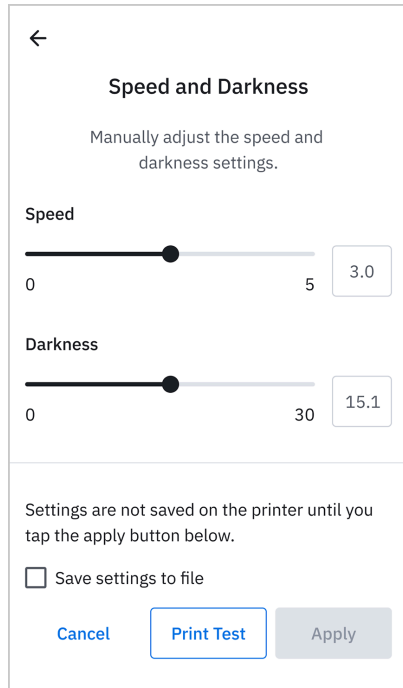 Speed and Darkness
Manually adjust the speed and
darkness settings.
Speed
3.0
0 5
Darkness
15.1
0 30
Settings are not saved on the printer until you
tap the apply button below.
Save settings to file
Cancel Print Test Apply